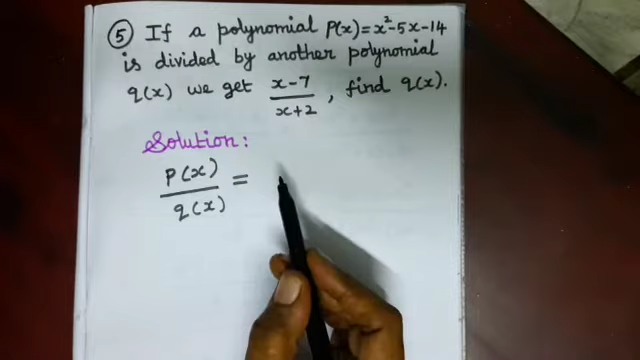 ⑤ If a polynomial P(x)=x²-5x-14
is divided by another polynomial
q(x) we get x-7/x+2, find q(x).
Solution:
P(x)/q(x) =